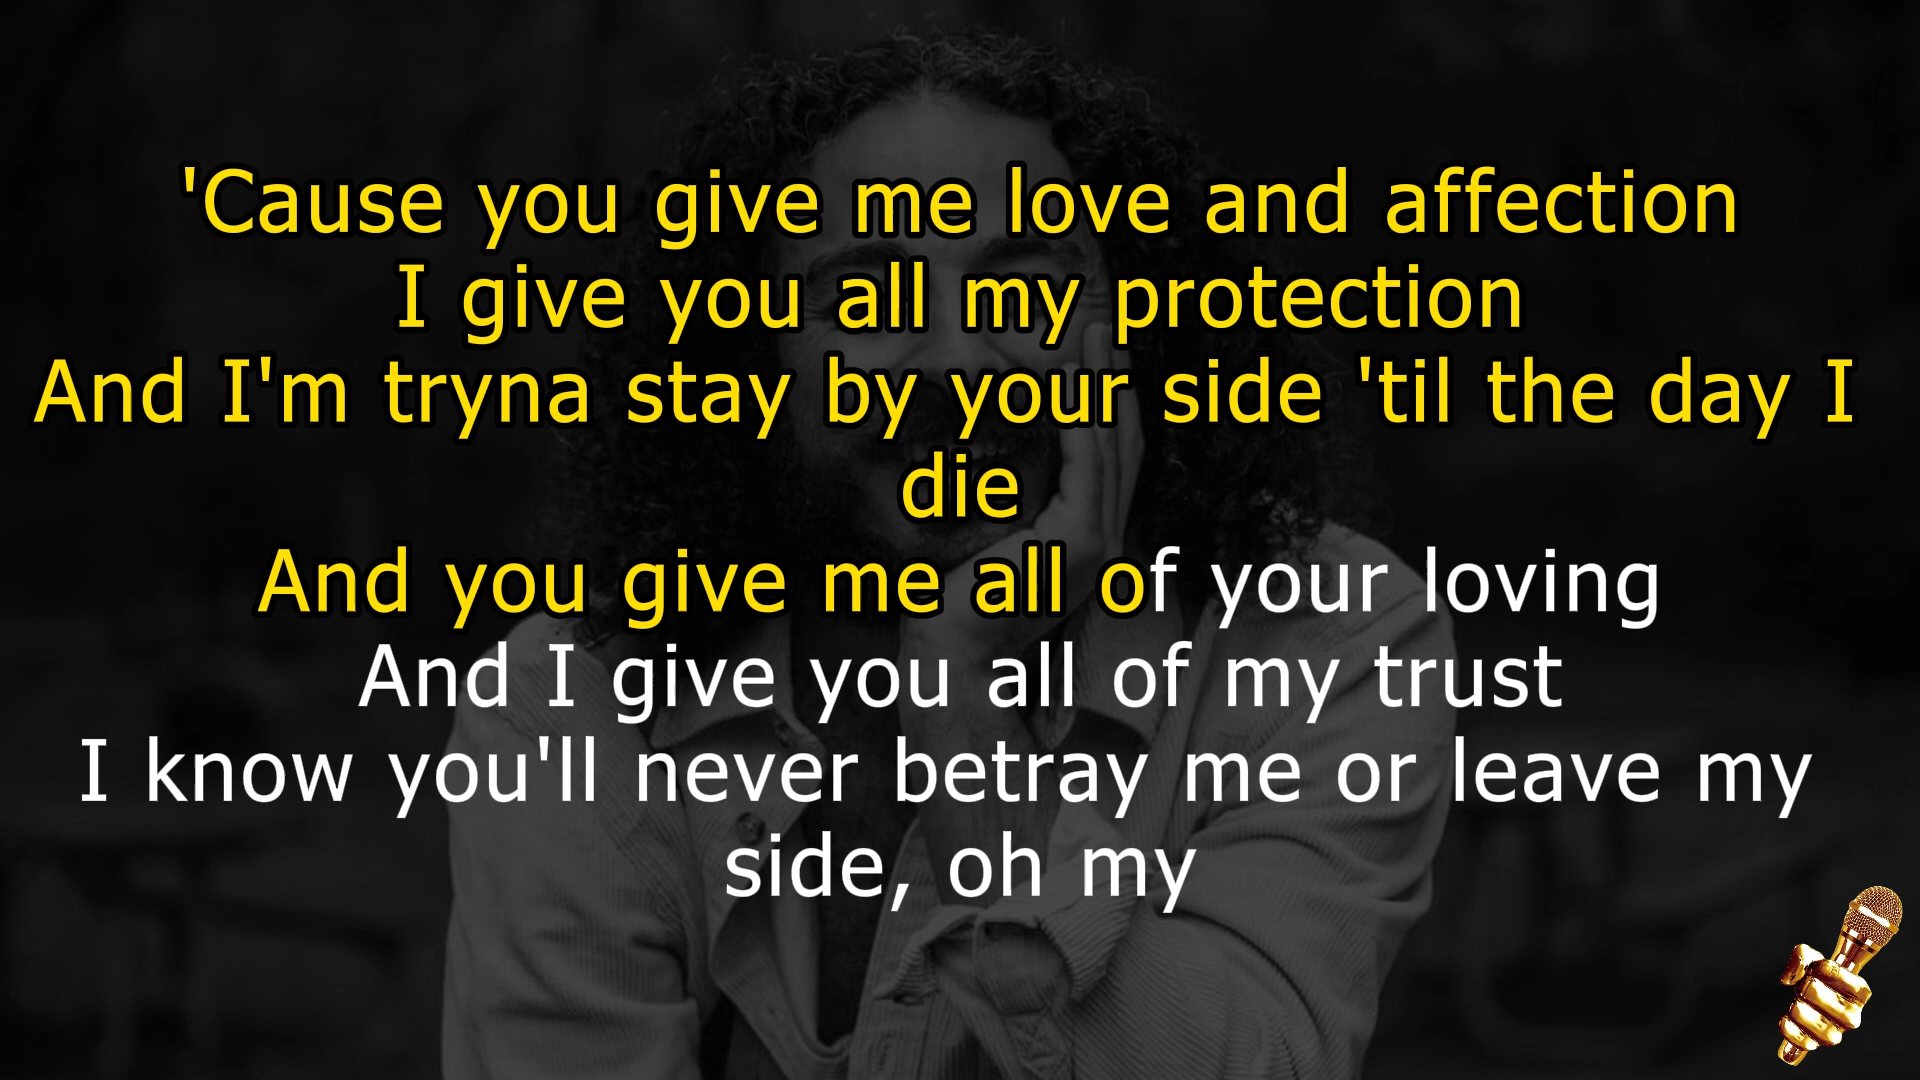 'Cause you give me love and affection
I give you all my protection
And I'm tryna stay by your side 'til the day I
die
And you give me all of your loving
And I give you all of my trust
I know you'll never betray me or leave my
side, oh my